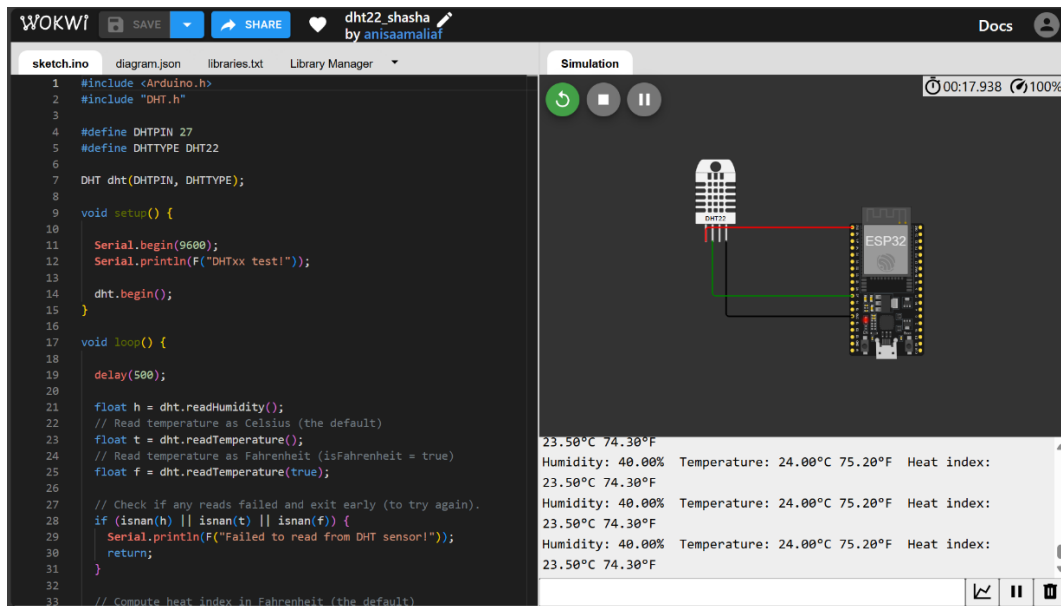 WOKWi SAVE SHARE dht22_shasha Docs
by anisaamaliaf
sketch.ino diagram.json libraries.txt Library Manager
1 #include <Arduino.h>
2 #include "DHT.h"
3
4 #define DHTPIN 27
5 #define DHTTYPE DHT22
6
7 DHT dht(DHTPIN, DHTTYPE);
8
9 void setup() {
10
11 Serial.begin(9600);
12 Serial.println(F("DHTxx test!"));
13
14 dht.begin();
15 }
16
17 void loop() {
18
19 delay(500);
20
21 float h = dht.readHumidity();
22 // Read temperature as Celsius (the default)
23 float t = dht.readTemperature();
24 // Read temperature as Fahrenheit (isFahrenheit = true)
25 float f = dht.readTemperature(true);
26
27 // Check if any reads failed and exit early (to try again).
28 if (isnan(h) || isnan(t) || isnan(f)) {
29 Serial.println(F("Failed to read from DHT sensor!"));
30 return;
31 }
32
33 // Compute heat index in Fahrenheit (the default)
Simulation
00:17.938 100%
DHT22
ESP32
23.50°C 74.30°F
Humidity: 40.00% Temperature: 24.00°C 75.20°F Heat index:
23.50°C 74.30°F
Humidity: 40.00% Temperature: 24.00°C 75.20°F Heat index:
23.50°C 74.30°F
Humidity: 40.00% Temperature: 24.00°C 75.20°F Heat index:
23.50°C 74.30°F